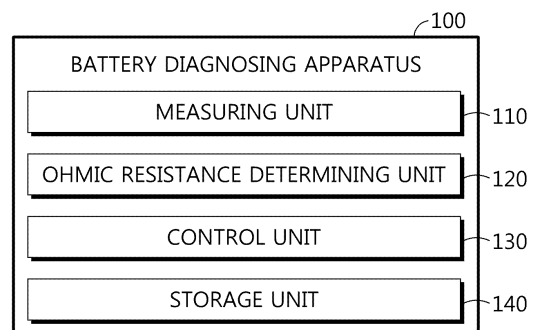 100
BATTERY DIAGNOSING APPARATUS
MEASURING UNIT
110
OHMIC RESISTANCE DETERMINING UNIT
120
CONTROL UNIT
130
STORAGE UNIT
140